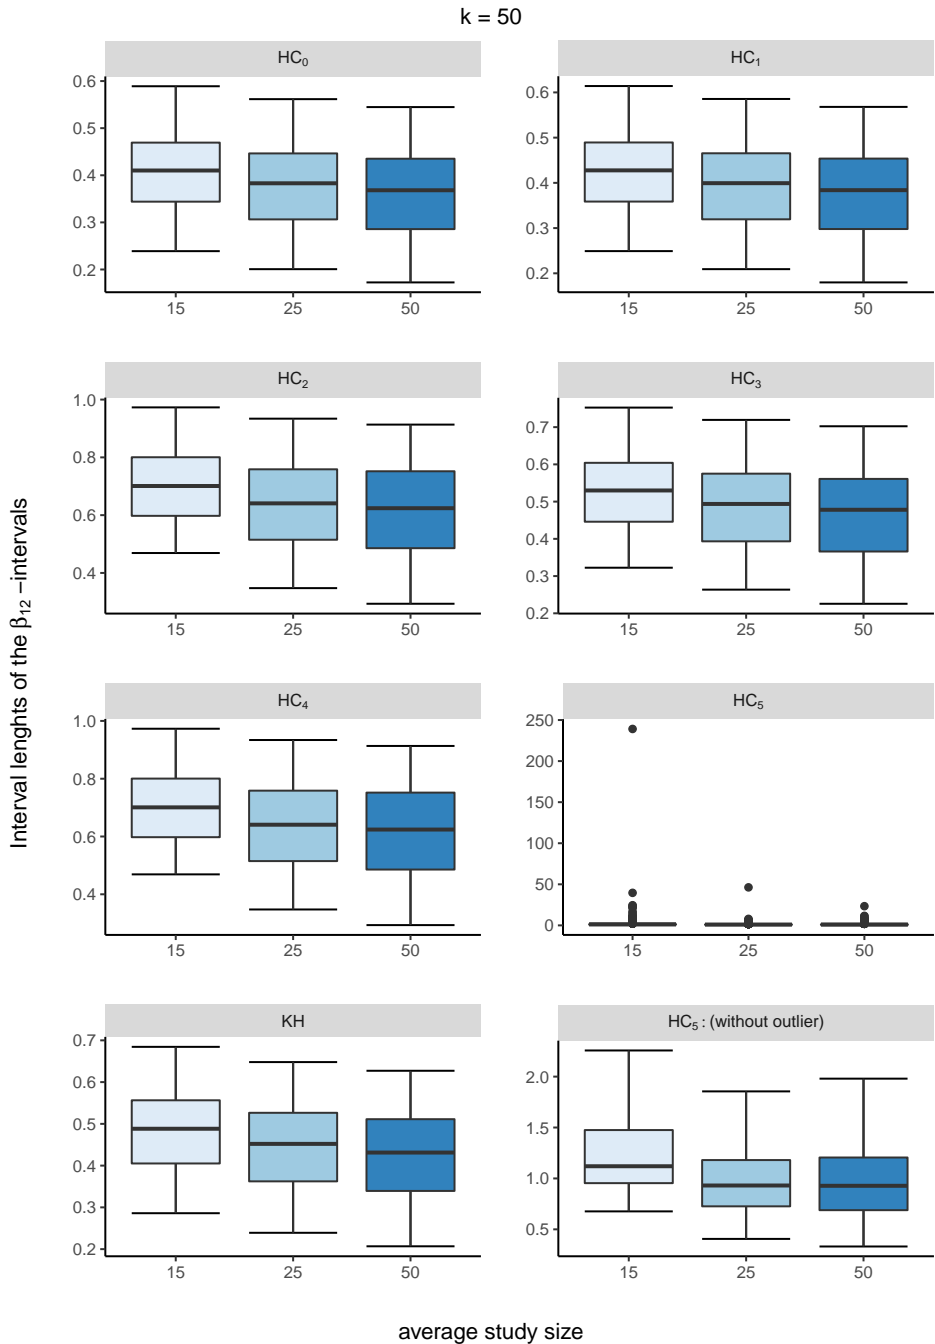 k = 50
HC₀
0.6
0.5
0.4
0.3
0.2
15 25 50
HC₁
0.6
0.5
0.4
0.3
0.2
15 25 50
HC₂
1.0
0.8
0.6
0.4
15 25 50
HC₃
0.7
0.6
0.5
0.4
0.3
0.2
15 25 50
HC₄
1.0
0.8
0.6
0.4
15 25 50
HC₅
250
200
150
100
50
0
15 25 50
KH
0.7
0.6
0.5
0.4
0.3
0.2
15 25 50
HC₅ : (without outlier)
2.0
1.5
1.0
0.5
15 25 50
Interval lenghts of the β₁₂ −intervals
average study size